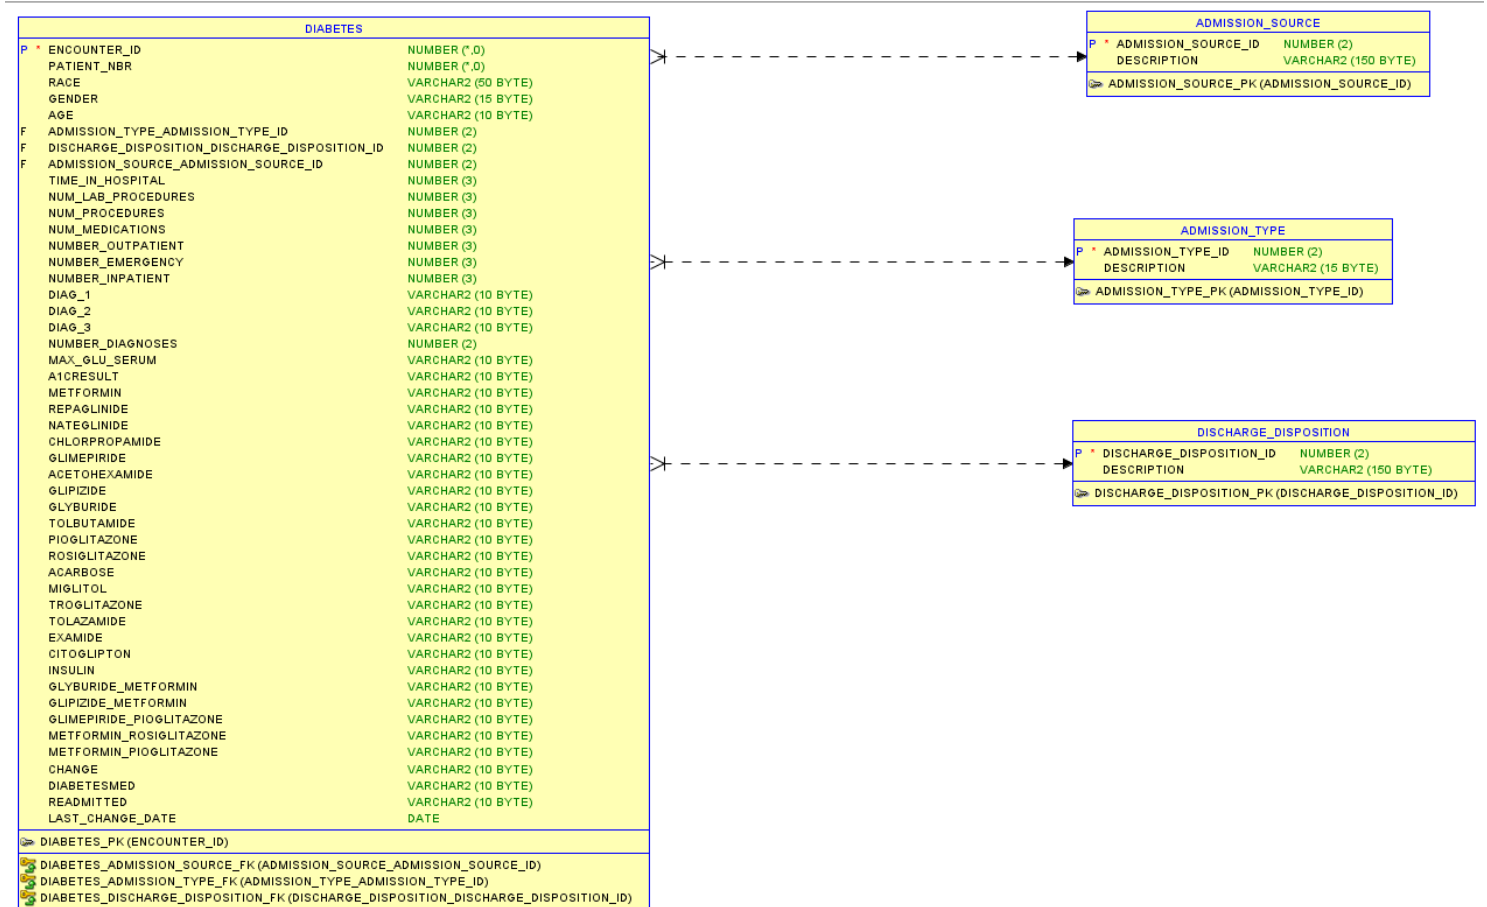 DIABETES
P * ENCOUNTER_ID NUMBER (*,0)
PATIENT_NBR NUMBER (*,0)
RACE VARCHAR2 (50 BYTE)
GENDER VARCHAR2 (15 BYTE)
AGE VARCHAR2 (10 BYTE)
F ADMISSION_TYPE_ADMISSION_TYPE_ID NUMBER (2)
F DISCHARGE_DISPOSITION_DISCHARGE_DISPOSITION_ID NUMBER (2)
F ADMISSION_SOURCE_ADMISSION_SOURCE_ID NUMBER (2)
TIME_IN_HOSPITAL NUMBER (3)
NUM_LAB_PROCEDURES NUMBER (3)
NUM_PROCEDURES NUMBER (3)
NUM_MEDICATIONS NUMBER (3)
NUMBER_OUTPATIENT NUMBER (3)
NUMBER_EMERGENCY NUMBER (3)
NUMBER_INPATIENT NUMBER (3)
DIAG_1 VARCHAR2 (10 BYTE)
DIAG_2 VARCHAR2 (10 BYTE)
DIAG_3 VARCHAR2 (10 BYTE)
NUMBER_DIAGNOSES NUMBER (2)
MAX_GLU_SERUM VARCHAR2 (10 BYTE)
A1CRESULT VARCHAR2 (10 BYTE)
METFORMIN VARCHAR2 (10 BYTE)
REPAGLINIDE VARCHAR2 (10 BYTE)
NATEGLINIDE VARCHAR2 (10 BYTE)
CHLORPROPAMIDE VARCHAR2 (10 BYTE)
GLIMEPIRIDE VARCHAR2 (10 BYTE)
ACETOHEXAMIDE VARCHAR2 (10 BYTE)
GLIPIZIDE VARCHAR2 (10 BYTE)
GLYBURIDE VARCHAR2 (10 BYTE)
TOLBUTAMIDE VARCHAR2 (10 BYTE)
PIOGLITAZONE VARCHAR2 (10 BYTE)
ROSIGLITAZONE VARCHAR2 (10 BYTE)
ACARBOSE VARCHAR2 (10 BYTE)
MIGLITOL VARCHAR2 (10 BYTE)
TROGLITAZONE VARCHAR2 (10 BYTE)
TOLAZAMIDE VARCHAR2 (10 BYTE)
EXAMIDE VARCHAR2 (10 BYTE)
CITOGLIPTON VARCHAR2 (10 BYTE)
INSULIN VARCHAR2 (10 BYTE)
GLYBURIDE_METFORMIN VARCHAR2 (10 BYTE)
GLIPIZIDE_METFORMIN VARCHAR2 (10 BYTE)
GLIMEPIRIDE_PIOGLITAZONE VARCHAR2 (10 BYTE)
METFORMIN_ROSIGLITAZONE VARCHAR2 (10 BYTE)
METFORMIN_PIOGLITAZONE VARCHAR2 (10 BYTE)
CHANGE VARCHAR2 (10 BYTE)
DIABETESMED VARCHAR2 (10 BYTE)
READMITTED VARCHAR2 (10 BYTE)
LAST_CHANGE_DATE DATE
DIABETES_PK (ENCOUNTER_ID)
DIABETES_ADMISSION_SOURCE_FK (ADMISSION_SOURCE_ADMISSION_SOURCE_ID)
DIABETES_ADMISSION_TYPE_FK (ADMISSION_TYPE_ADMISSION_TYPE_ID)
DIABETES_DISCHARGE_DISPOSITION_FK (DISCHARGE_DISPOSITION_DISCHARGE_DISPOSITION_ID)
ADMISSION_SOURCE
P * ADMISSION_SOURCE_ID NUMBER (2)
DESCRIPTION VARCHAR2 (150 BYTE)
ADMISSION_SOURCE_PK (ADMISSION_SOURCE_ID)
ADMISSION_TYPE
P * ADMISSION_TYPE_ID NUMBER (2)
DESCRIPTION VARCHAR2 (15 BYTE)
ADMISSION_TYPE_PK (ADMISSION_TYPE_ID)
DISCHARGE_DISPOSITION
P * DISCHARGE_DISPOSITION_ID NUMBER (2)
DESCRIPTION VARCHAR2 (150 BYTE)
DISCHARGE_DISPOSITION_PK (DISCHARGE_DISPOSITION_ID)